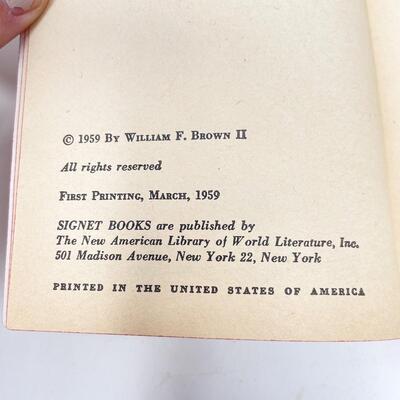 © 1959 By William F. Brown II
All rights reserved
First Printing, March, 1959
SIGNET BOOKS are published by
The New American Library of World Literature, Inc.
501 Madison Avenue, New York 22, New York
PRINTED IN THE UNITED STATES OF AMERICA